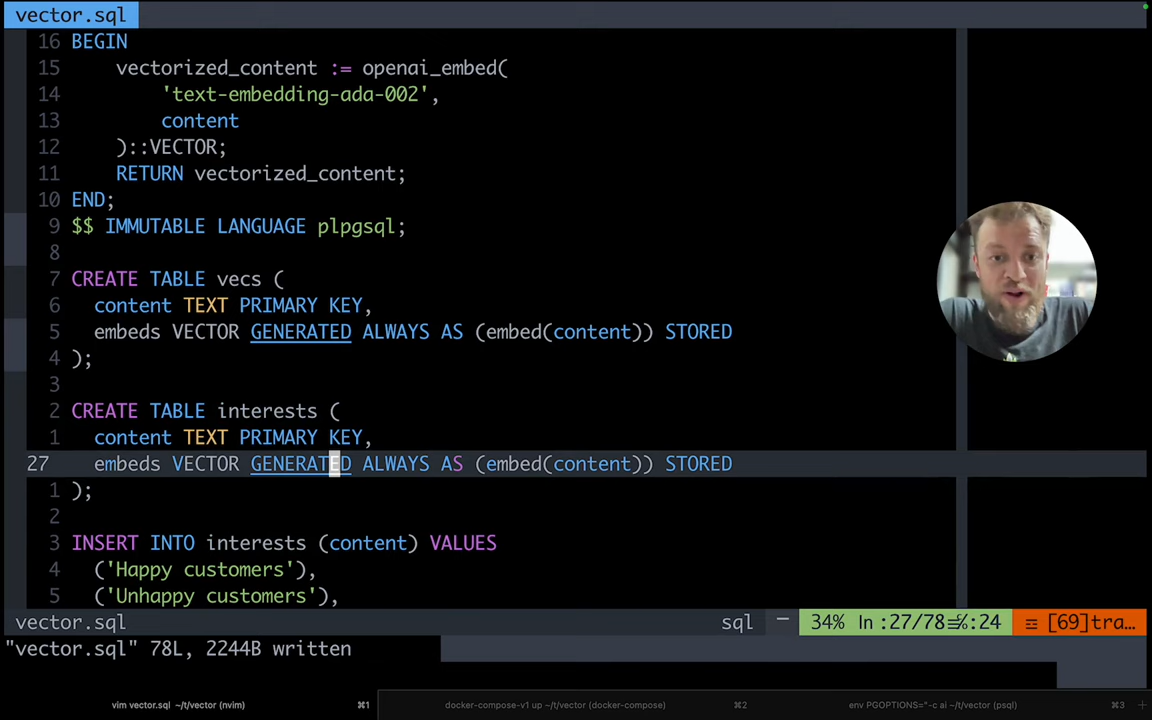 vector.sql
16 BEGIN
15 vectorized_content := openai_embed(
14 'text-embedding-ada-002',
13 content
12 )::VECTOR;
11 RETURN vectorized_content;
10 END;
9 $$ IMMUTABLE LANGUAGE plpgsql;
8
7 CREATE TABLE vecs (
6 content TEXT PRIMARY KEY,
5 embeds VECTOR GENERATED ALWAYS AS (embed(content)) STORED
4 );
3
2 CREATE TABLE interests (
1 content TEXT PRIMARY KEY,
27 embeds VECTOR GENERATED ALWAYS AS (embed(content)) STORED
1 );
2
3 INSERT INTO interests (content) VALUES
4 ('Happy customers'),
5 ('Unhappy customers'),
vector.sql sql 34% ln :27/78 :24 [69]tra…
"vector.sql" 78L, 2244B written
vim vector.sql ~/t/vector (nvim) ⌘1 docker-compose-v1 up ~/t/vector (docker-compose) ⌘2 env PGOPTIONS="-c ai ~/t/vector (psql) ⌘3 +